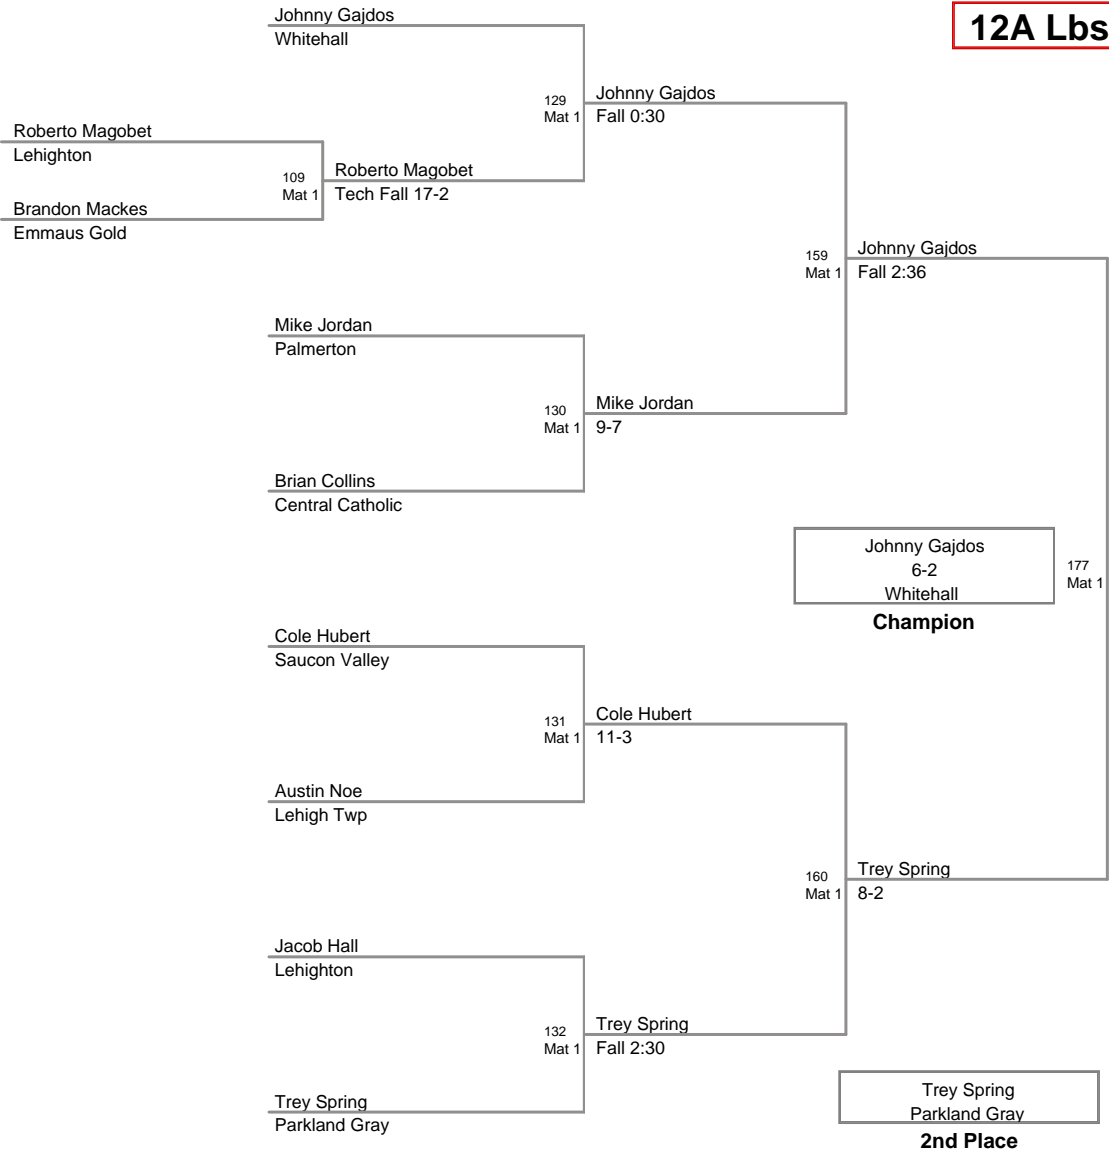 12A Lbs
Johnny Gajdos
Whitehall
129
Mat 1
Johnny Gajdos
Fall 0:30
Roberto Magobet
Lehighton
109
Mat 1
Roberto Magobet
Tech Fall 17-2
Brandon Mackes
Emmaus Gold
159
Mat 1
Johnny Gajdos
Fall 2:36
Mike Jordan
Palmerton
130
Mat 1
Mike Jordan
9-7
Brian Collins
Central Catholic
Johnny Gajdos
6-2
Whitehall
Champion
177
Mat 1
Cole Hubert
Saucon Valley
131
Mat 1
Cole Hubert
11-3
Austin Noe
Lehigh Twp
160
Mat 1
Trey Spring
8-2
Jacob Hall
Lehighton
132
Mat 1
Trey Spring
Fall 2:30
Trey Spring
Parkland Gray
Trey Spring
Parkland Gray
2nd Place